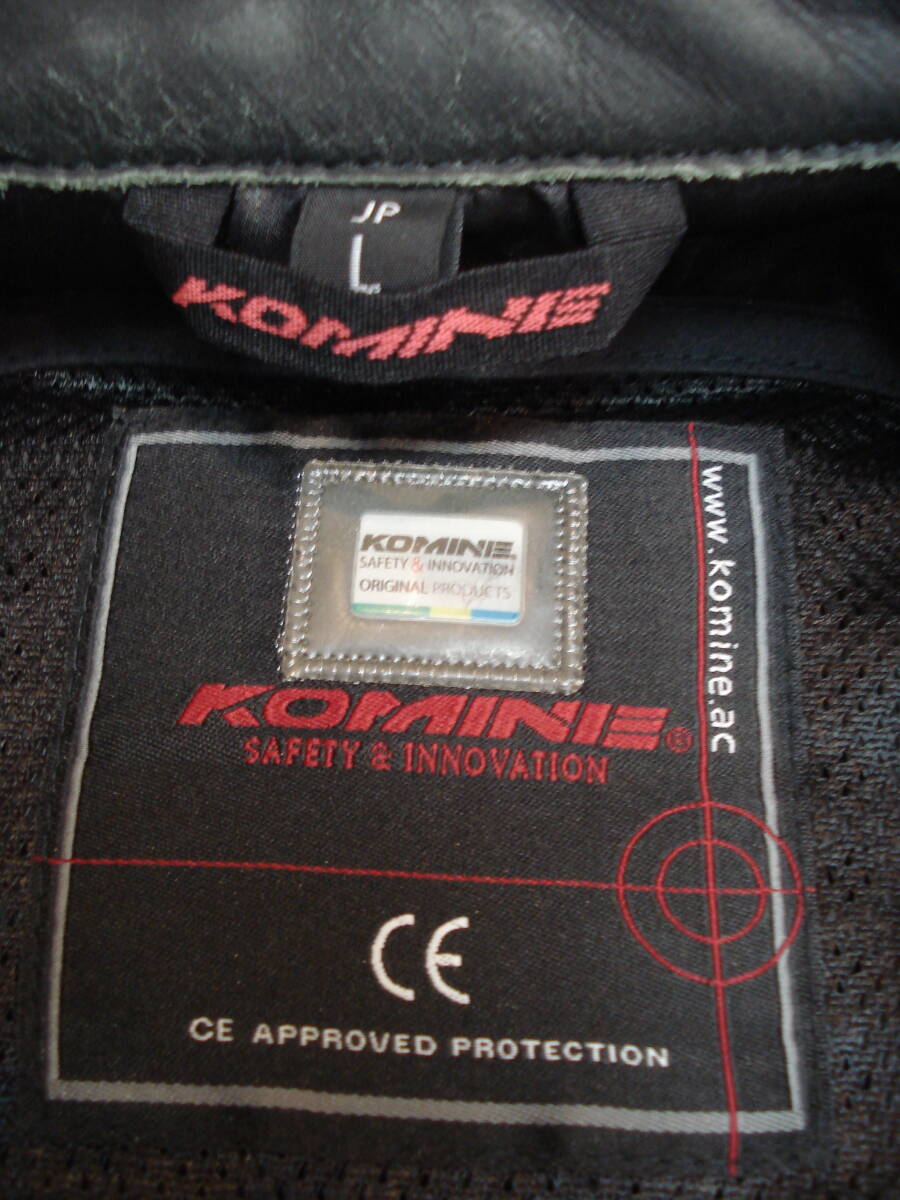 JP
L
KOMINE
KOMINE
SAFETY & INNOVATION
ORIGINAL PRODUCTS
KOMINE®
SAFETY & INNOVATION
www.komine.ac
CE
CE APPROVED PROTECTION